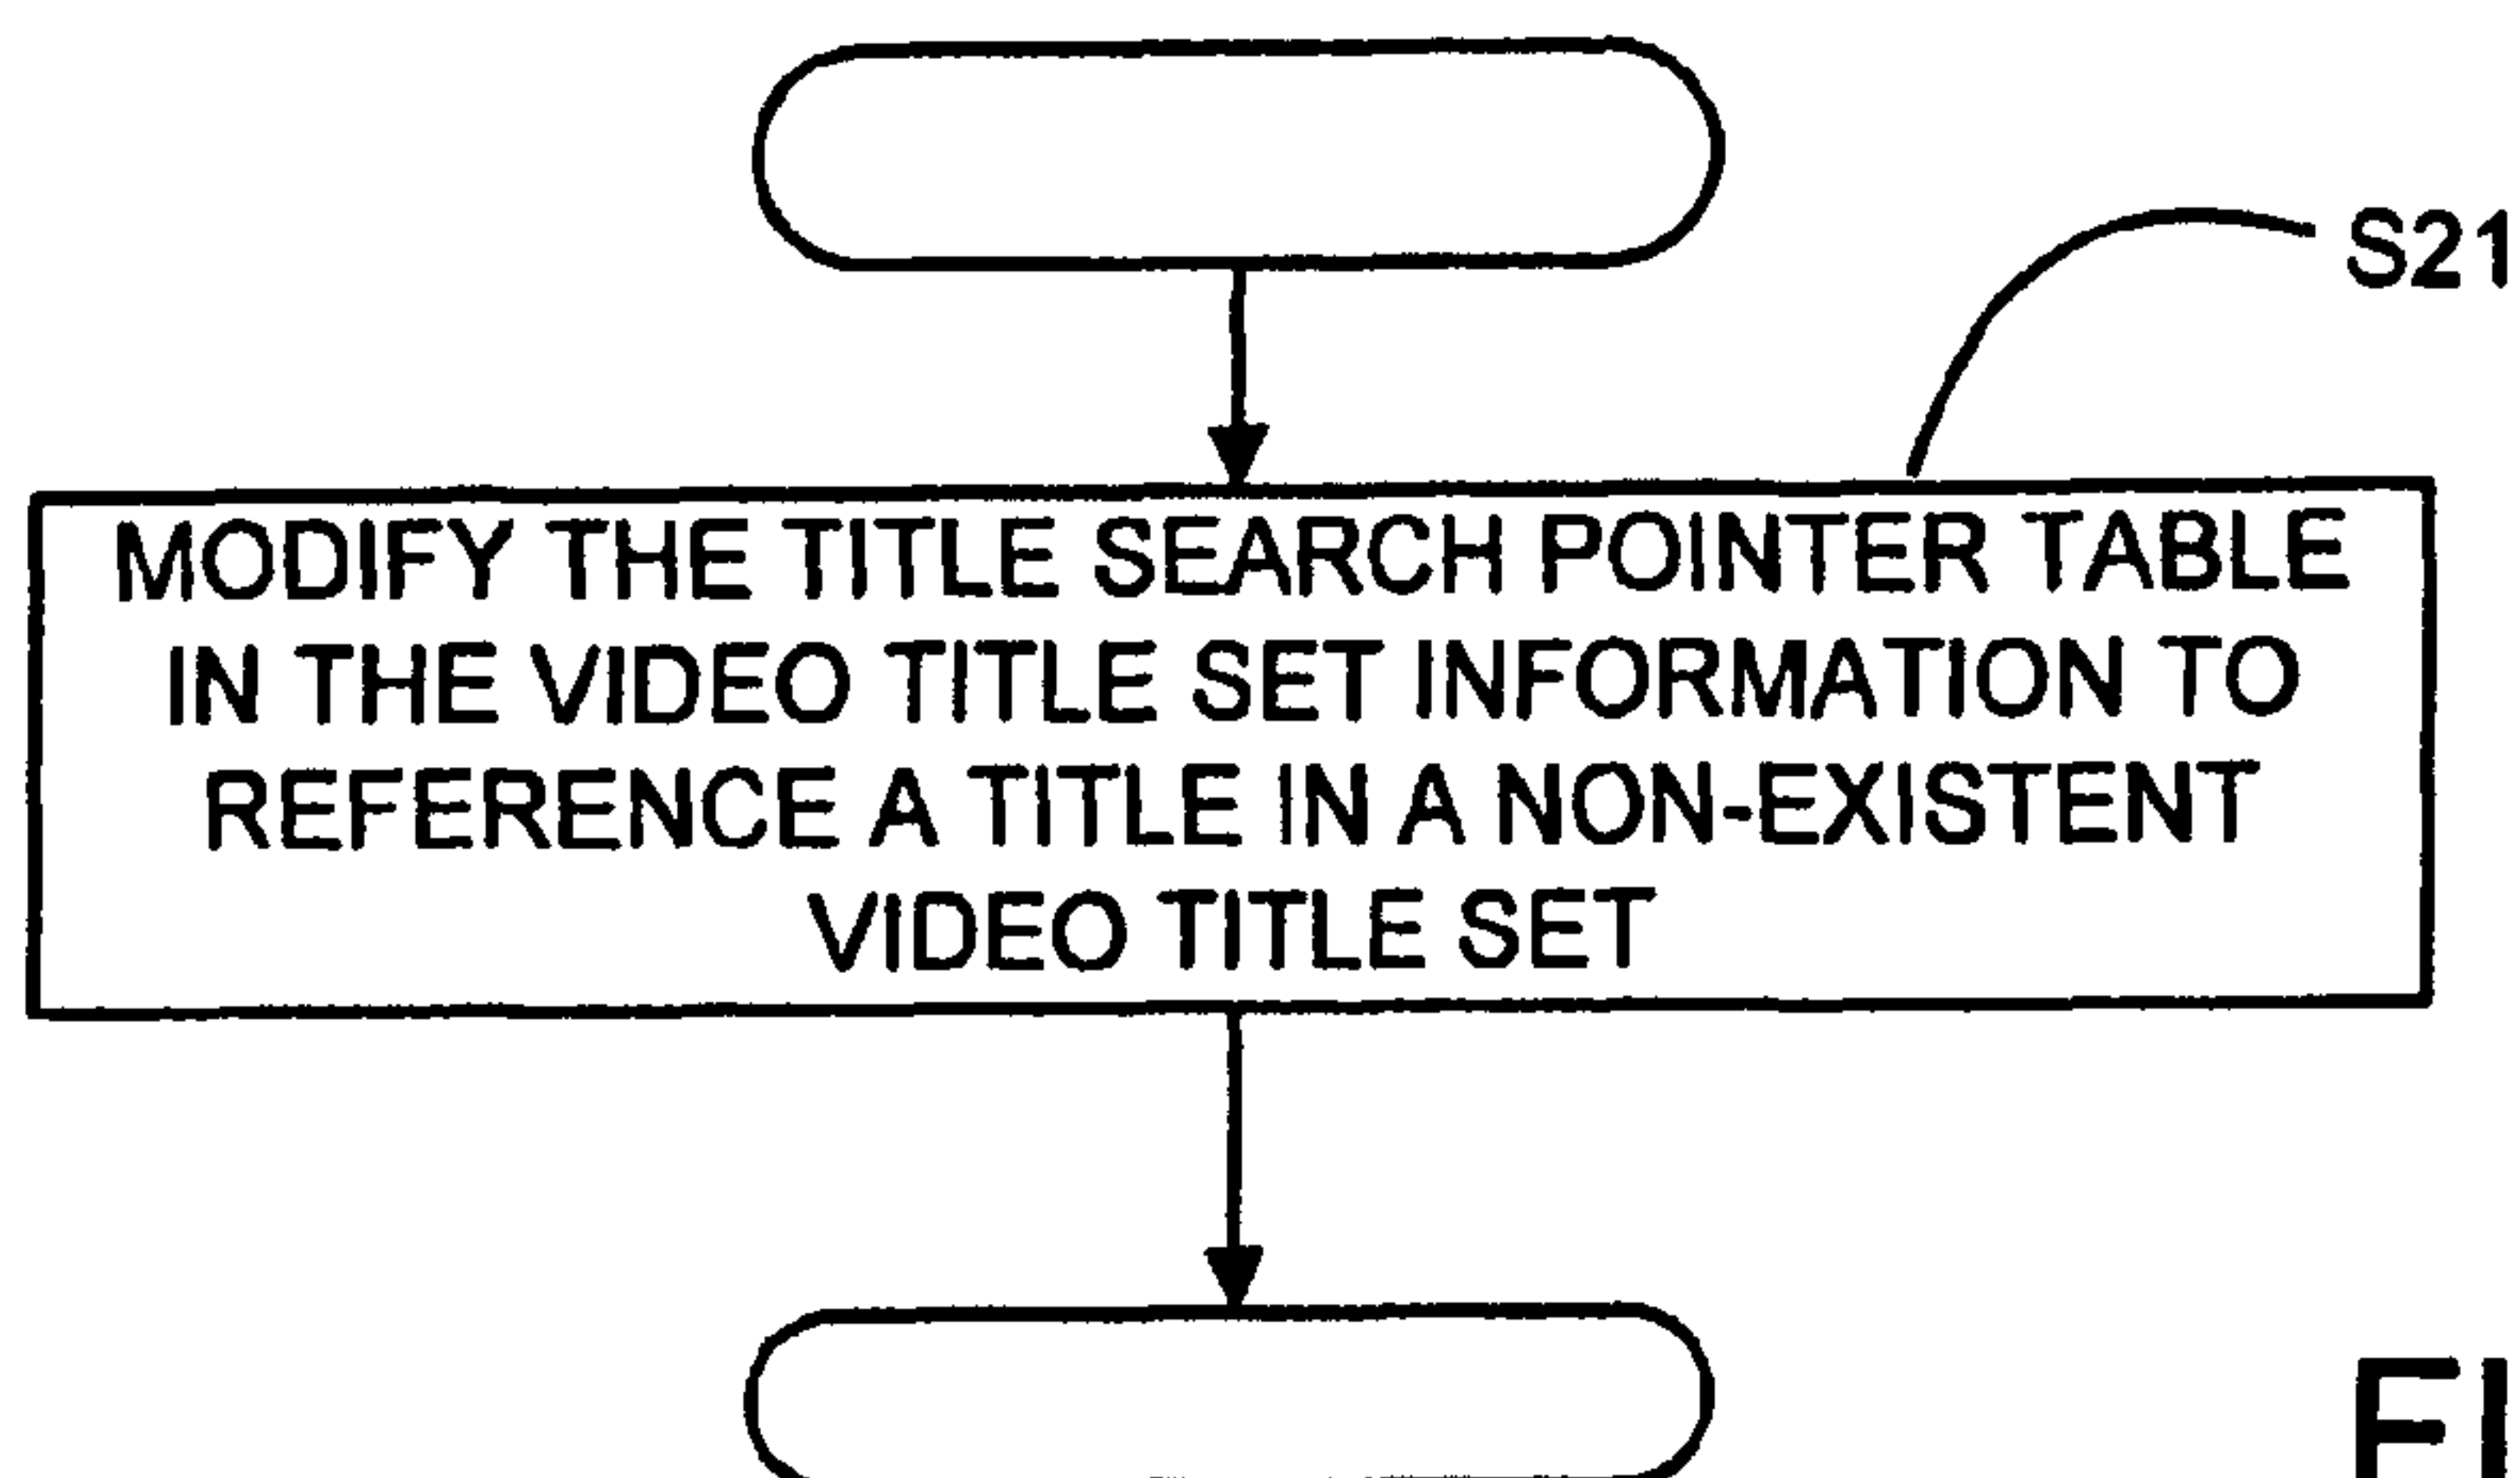 S21
MODIFY THE TITLE SEARCH POINTER TABLE
IN THE VIDEO TITLE SET INFORMATION TO
REFERENCE A TITLE IN A NON-EXISTENT
VIDEO TITLE SET